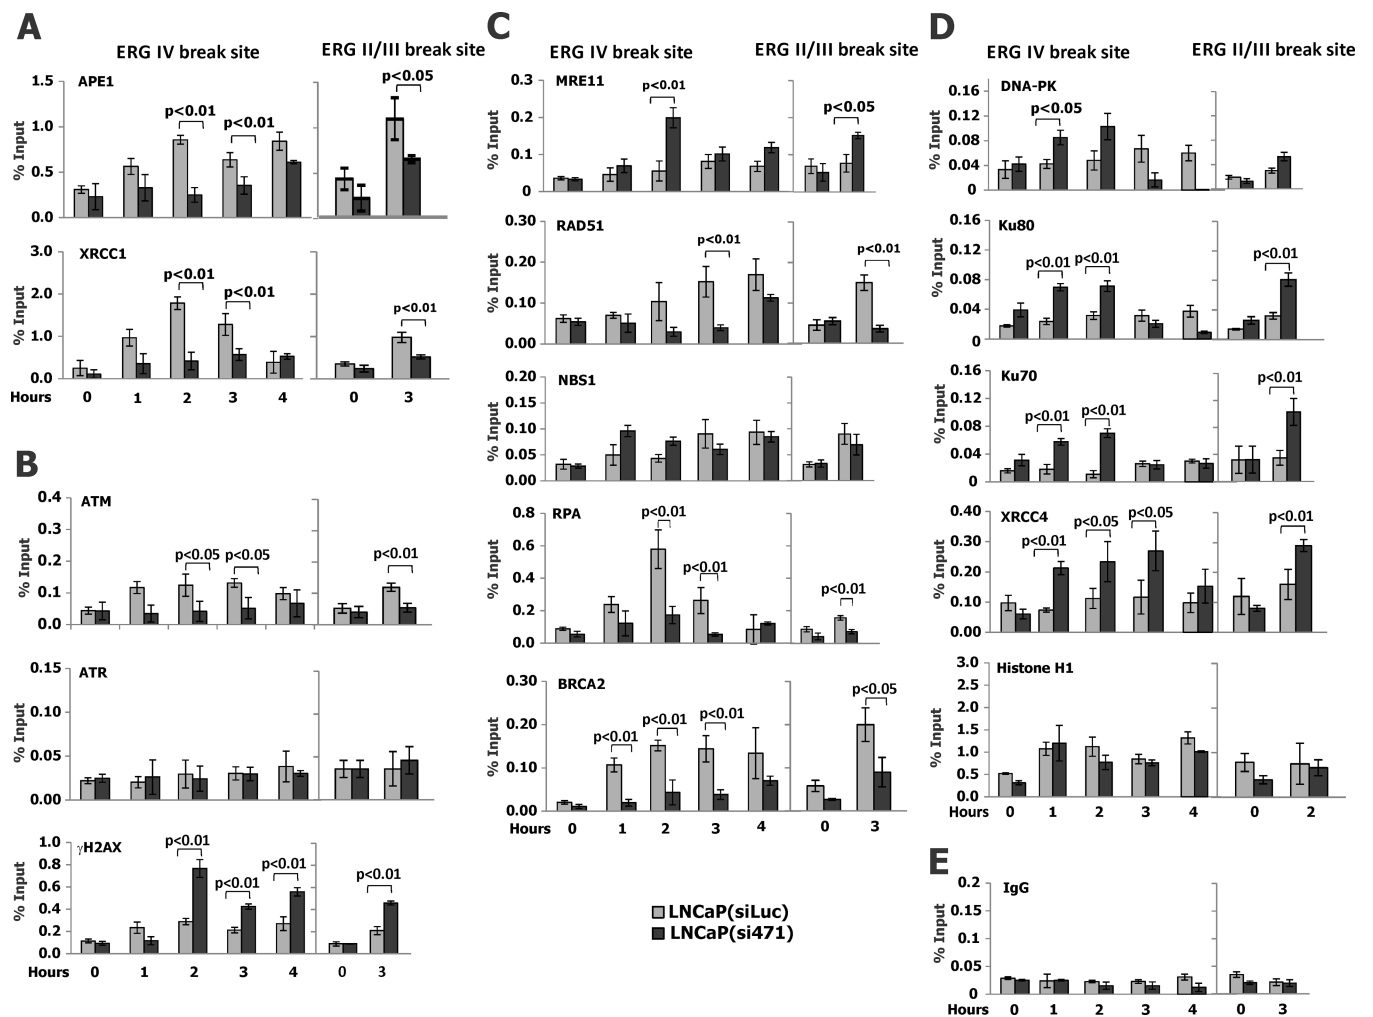 A
ERG IV break site
ERG II/III break site
1.5
1.0
0.5
0.0
% Input
APE1
p<0.01
p<0.01
p<0.05
3.0
2.0
1.0
0.0
% Input
XRCC1
p<0.01
p<0.01
p<0.01
Hours 0 1 2 3 4 0 3
B
0.4
0.3
0.2
0.1
0.0
% Input
ATM
p<0.05 p<0.05 p<0.01
0.15
0.10
0.05
0.00
% Input
ATR
1.0
0.8
0.6
0.4
0.2
0.0
% Input
γH2AX
p<0.01
p<0.01
p<0.01
p<0.01
Hours 0 1 2 3 4 0 3
C
ERG IV break site
ERG II/III break site
0.3
0.2
0.1
0
% Input
MRE11
p<0.01
p<0.05
0.30
0.20
0.10
0.00
% Input
RAD51
p<0.01
p<0.01
0.20
0.15
0.10
0.05
0.00
% Input
NBS1
0.8
0.6
0.4
0.2
0.0
% Input
RPA
p<0.01
p<0.01
p<0.01
0.30
0.20
0.10
0.00
% Input
BRCA2
p<0.01
p<0.01
p<0.01
p<0.05
Hours 0 1 2 3 4 0 3
LNCaP(siLuc)
LNCaP(si471)
D
ERG IV break site
ERG II/III break site
0.16
0.12
0.08
0.04
0
% Input
DNA-PK
p<0.05
0.16
0.12
0.08
0.04
0
% Input
Ku80
p<0.01
p<0.01
p<0.01
0.16
0.12
0.08
0.04
0
% Input
Ku70
p<0.01
p<0.01
p<0.01
0.40
0.30
0.20
0.10
0.00
% Input
XRCC4
p<0.01
p<0.05
p<0.05
p<0.01
3.0
2.5
2.0
1.5
1.0
0.5
0.0
% Input
Histone H1
Hours 0 1 2 3 4 0 2
E
0.2
0.15
0.1
0.05
0
% Input
IgG
Hours 0 1 2 3 4 0 3